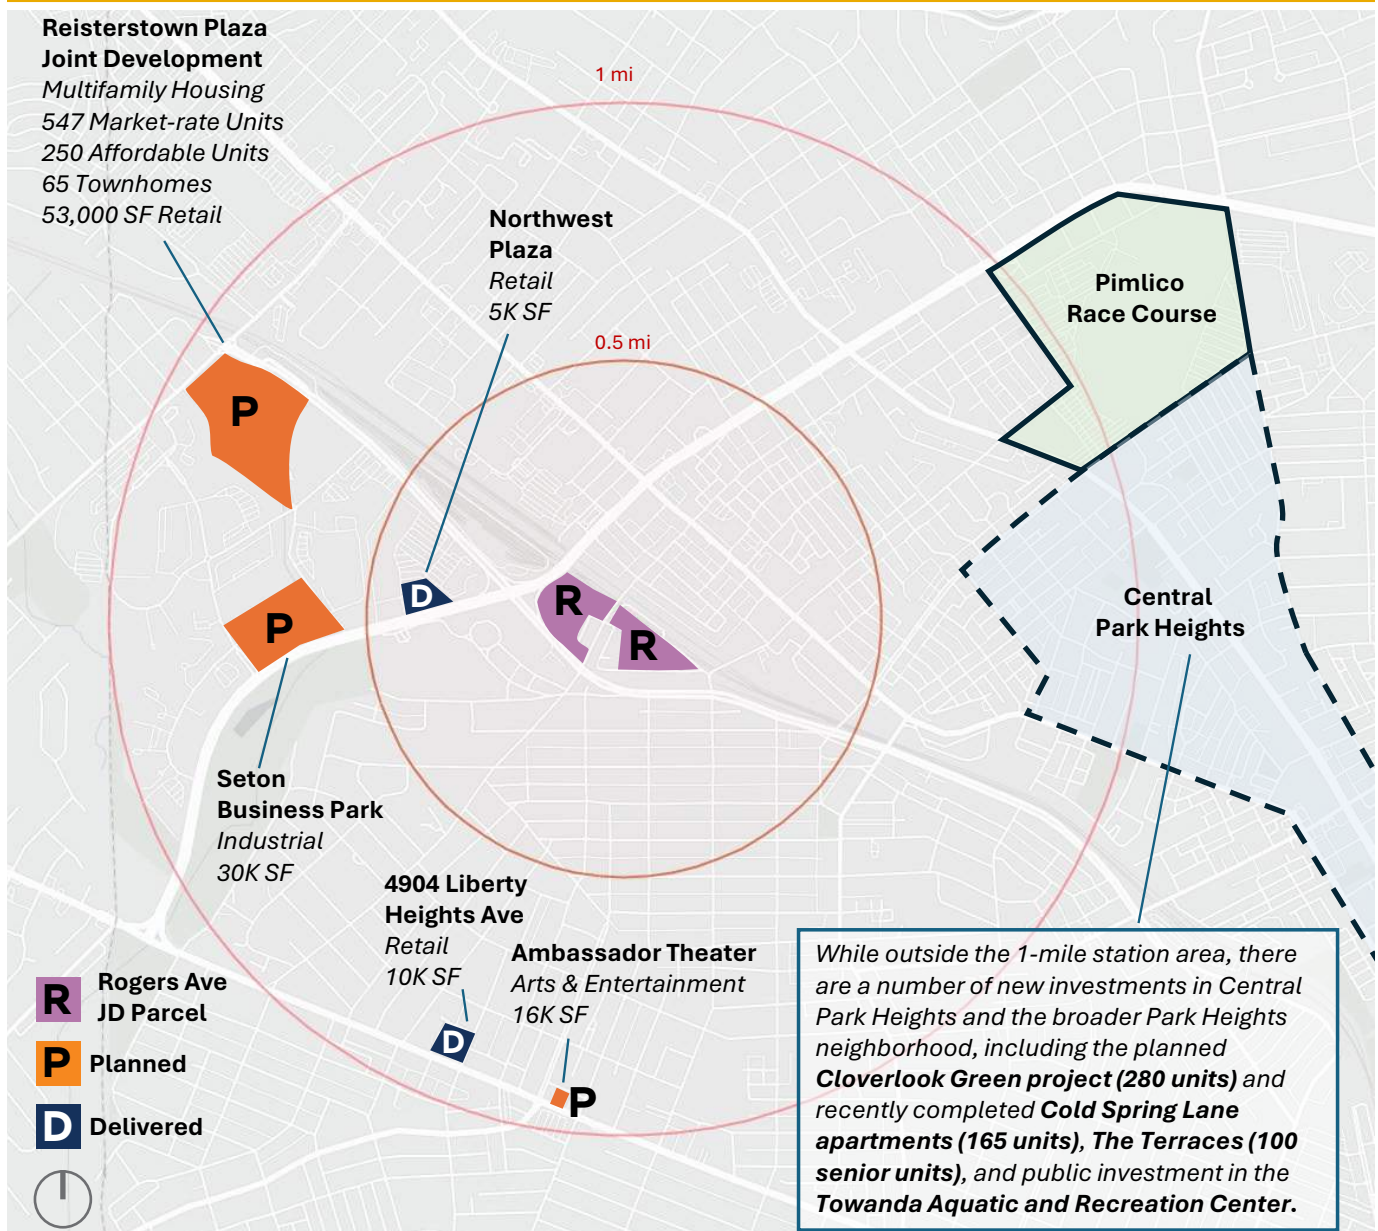 Reisterstown Plaza
Joint Development
Multifamily Housing
547 Market-rate Units
250 Affordable Units
65 Townhomes
53,000 SF Retail
1 mi
Northwest
Plaza
Retail
5K SF
0.5 mi
Pimlico
Race Course
P
D
R
R
P
Central
Park Heights
Seton
Business Park
Industrial
30K SF
4904 Liberty
Heights Ave
Retail
10K SF
Ambassador Theater
Arts & Entertainment
16K SF
D
P
R Rogers Ave
JD Parcel
P Planned
D Delivered
While outside the 1-mile station area, there
are a number of new investments in Central
Park Heights and the broader Park Heights
neighborhood, including the planned
Cloverlook Green project (280 units) and
recently completed Cold Spring Lane
apartments (165 units), The Terraces (100
senior units), and public investment in the
Towanda Aquatic and Recreation Center.